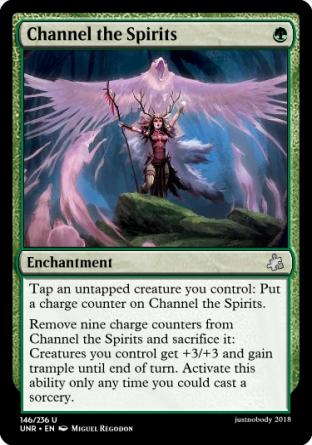 Channel the Spirits
Enchantment
Tap an untapped creature you control: Put
a charge counter on Channel the Spirits.
Remove nine charge counters from
Channel the Spirits and sacrifice it:
Creatures you control get +3/+3 and gain
trample until end of turn. Activate this
ability only any time you could cast a
sorcery.
146/236 U
UNR • EN Miguel Regodon
justnobody 2018